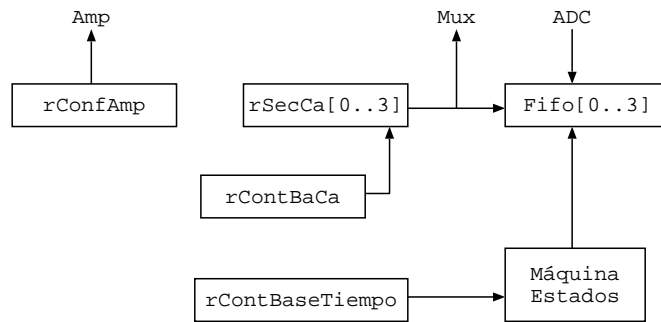 Amp
Mux
ADC
rConfAmp
rSecCa[0..3]
Fifo[0..3]
rContBaCa
rContBaseTiempo
Máquina
Estados